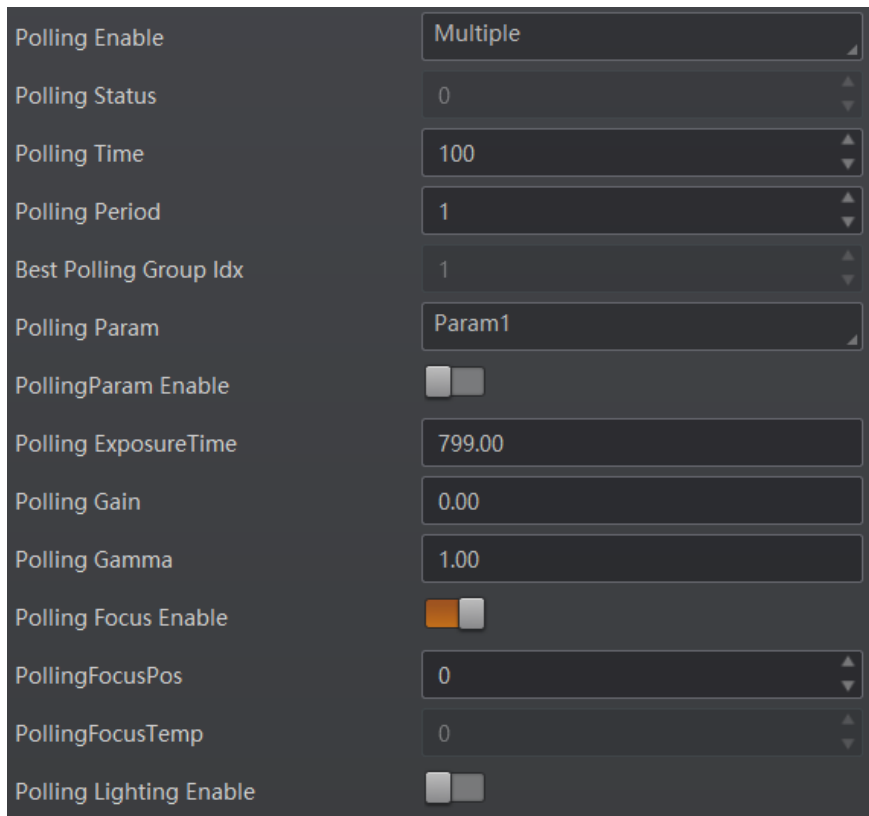 Polling Enable Multiple
Polling Status 0
Polling Time 100
Polling Period 1
Best Polling Group Idx 1
Polling Param Param1
PollingParam Enable
Polling ExposureTime 799.00
Polling Gain 0.00
Polling Gamma 1.00
Polling Focus Enable
PollingFocusPos 0
PollingFocusTemp 0
Polling Lighting Enable